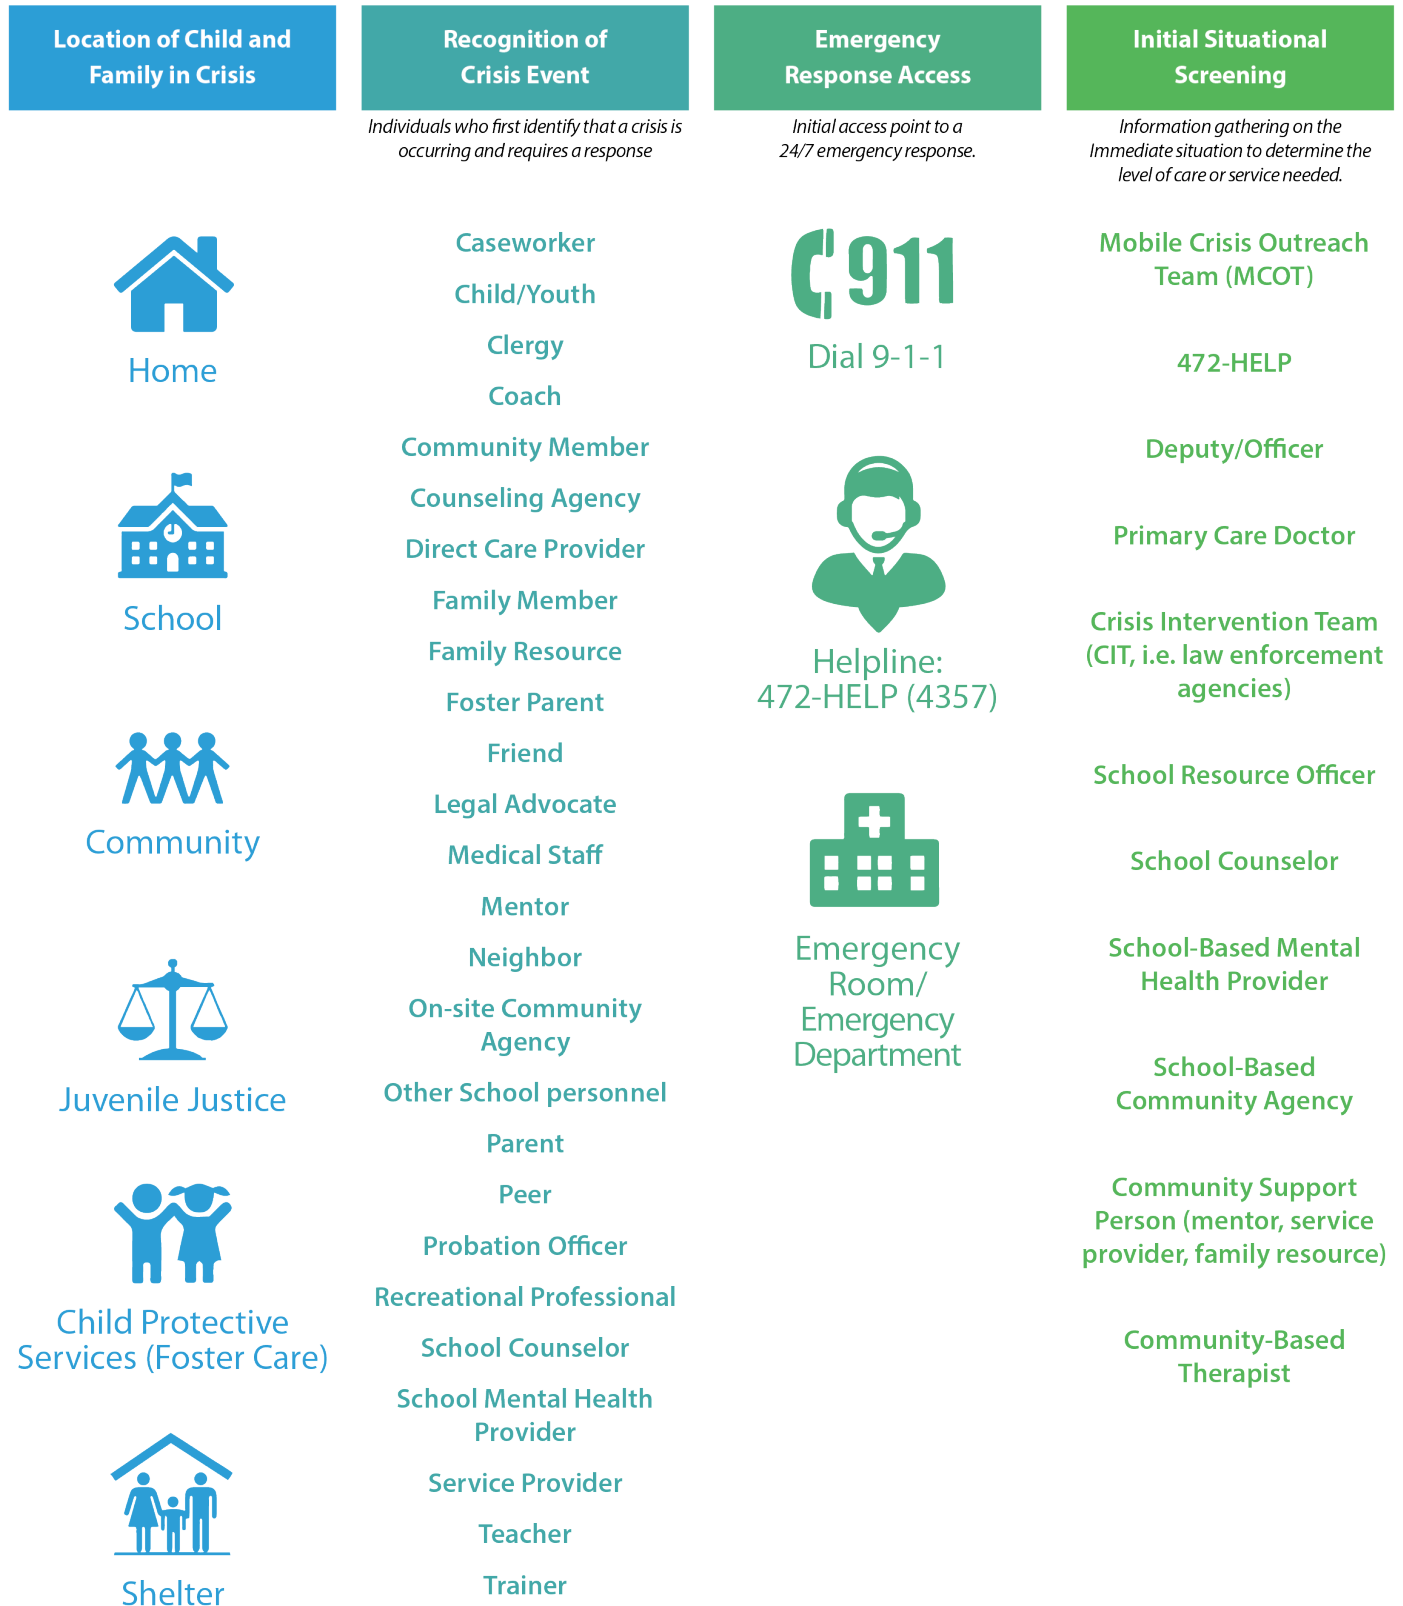 Location of Child and
Family in Crisis
Recognition of
Crisis Event
Individuals who first identify that a crisis is
occurring and requires a response
Emergency
Response Access
Initial access point to a
24/7 emergency response.
Initial Situational
Screening
Information gathering on the
Immediate situation to determine the
level of care or service needed.
Home
School
Community
Juvenile Justice
Child Protective
Services (Foster Care)
Shelter
Caseworker
Child/Youth
Clergy
Coach
Community Member
Counseling Agency
Direct Care Provider
Family Member
Family Resource
Foster Parent
Friend
Legal Advocate
Medical Staff
Mentor
Neighbor
On-site Community
Agency
Other School personnel
Parent
Peer
Probation Officer
Recreational Professional
School Counselor
School Mental Health
Provider
Service Provider
Teacher
Trainer
911
Dial 9-1-1
Helpline:
472-HELP (4357)
Emergency
Room/
Emergency
Department
Mobile Crisis Outreach
Team (MCOT)
472-HELP
Deputy/Officer
Primary Care Doctor
Crisis Intervention Team
(CIT, i.e. law enforcement
agencies)
School Resource Officer
School Counselor
School-Based Mental
Health Provider
School-Based
Community Agency
Community Support
Person (mentor, service
provider, family resource)
Community-Based
Therapist